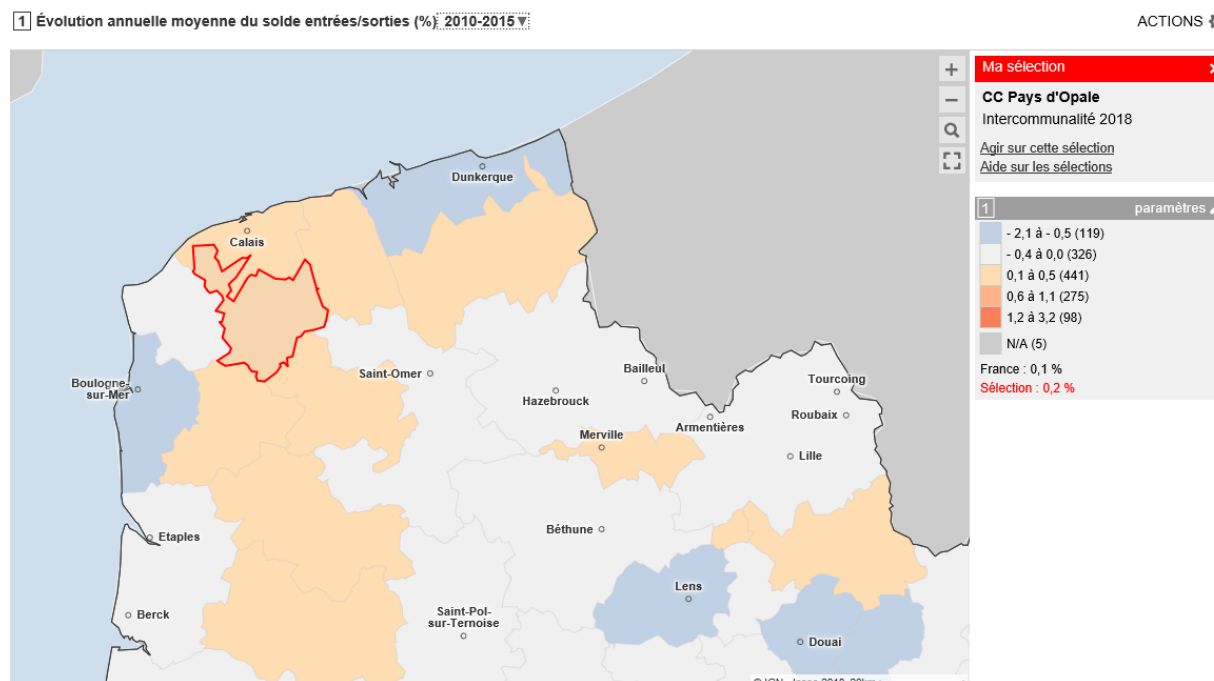 1 Évolution annuelle moyenne du solde entrées/sorties (%) 2010-2015 ▼
ACTIONS
Ma sélection
CC Pays d'Opale
Intercommunalité 2018
Agir sur cette sélection
Aide sur les sélections
1 paramètres
- 2,1 à - 0,5 (119)
- 0,4 à 0,0 (326)
0,1 à 0,5 (441)
0,6 à 1,1 (275)
1,2 à 3,2 (98)
N/A (5)
France : 0,1 %
Sélection : 0,2 %
Dunkerque
Calais
Saint-Omer
Bailleul
Tourcoing
Boulogne-
sur-Mer
Hazebrouck
Roubaix
Armentières
Merville
Lille
Béthune
Etaples
Lens
Berck
Saint-Pol-
sur-Ternoise
Douai